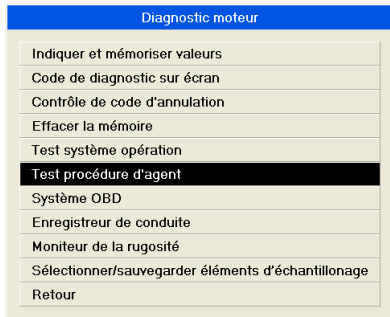 Diagnostic moteur
Indiquer et mémoriser valeurs
Code de diagnostic sur écran
Contrôle de code d'annulation
Effacer la mémoire
Test système opération
Test procédure d'agent
Système OBD
Enregistreur de conduite
Moniteur de la rugosité
Sélectionner/sauvegarder éléments d'échantillonage
Retour